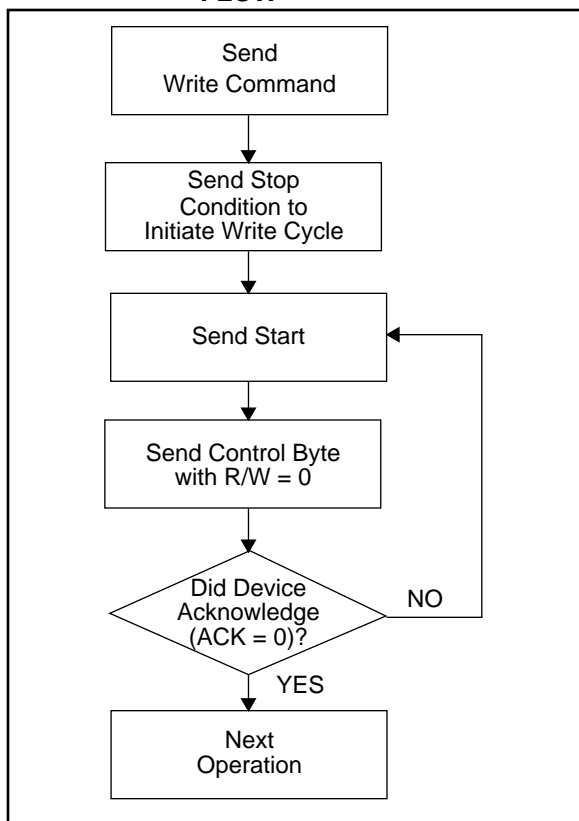 FLOW
Send
Write Command
Send Stop
Condition to
Initiate Write Cycle
Send Start
Send Control Byte
with R/W = 0
Did Device
Acknowledge
(ACK = 0)?
NO
YES
Next
Operation